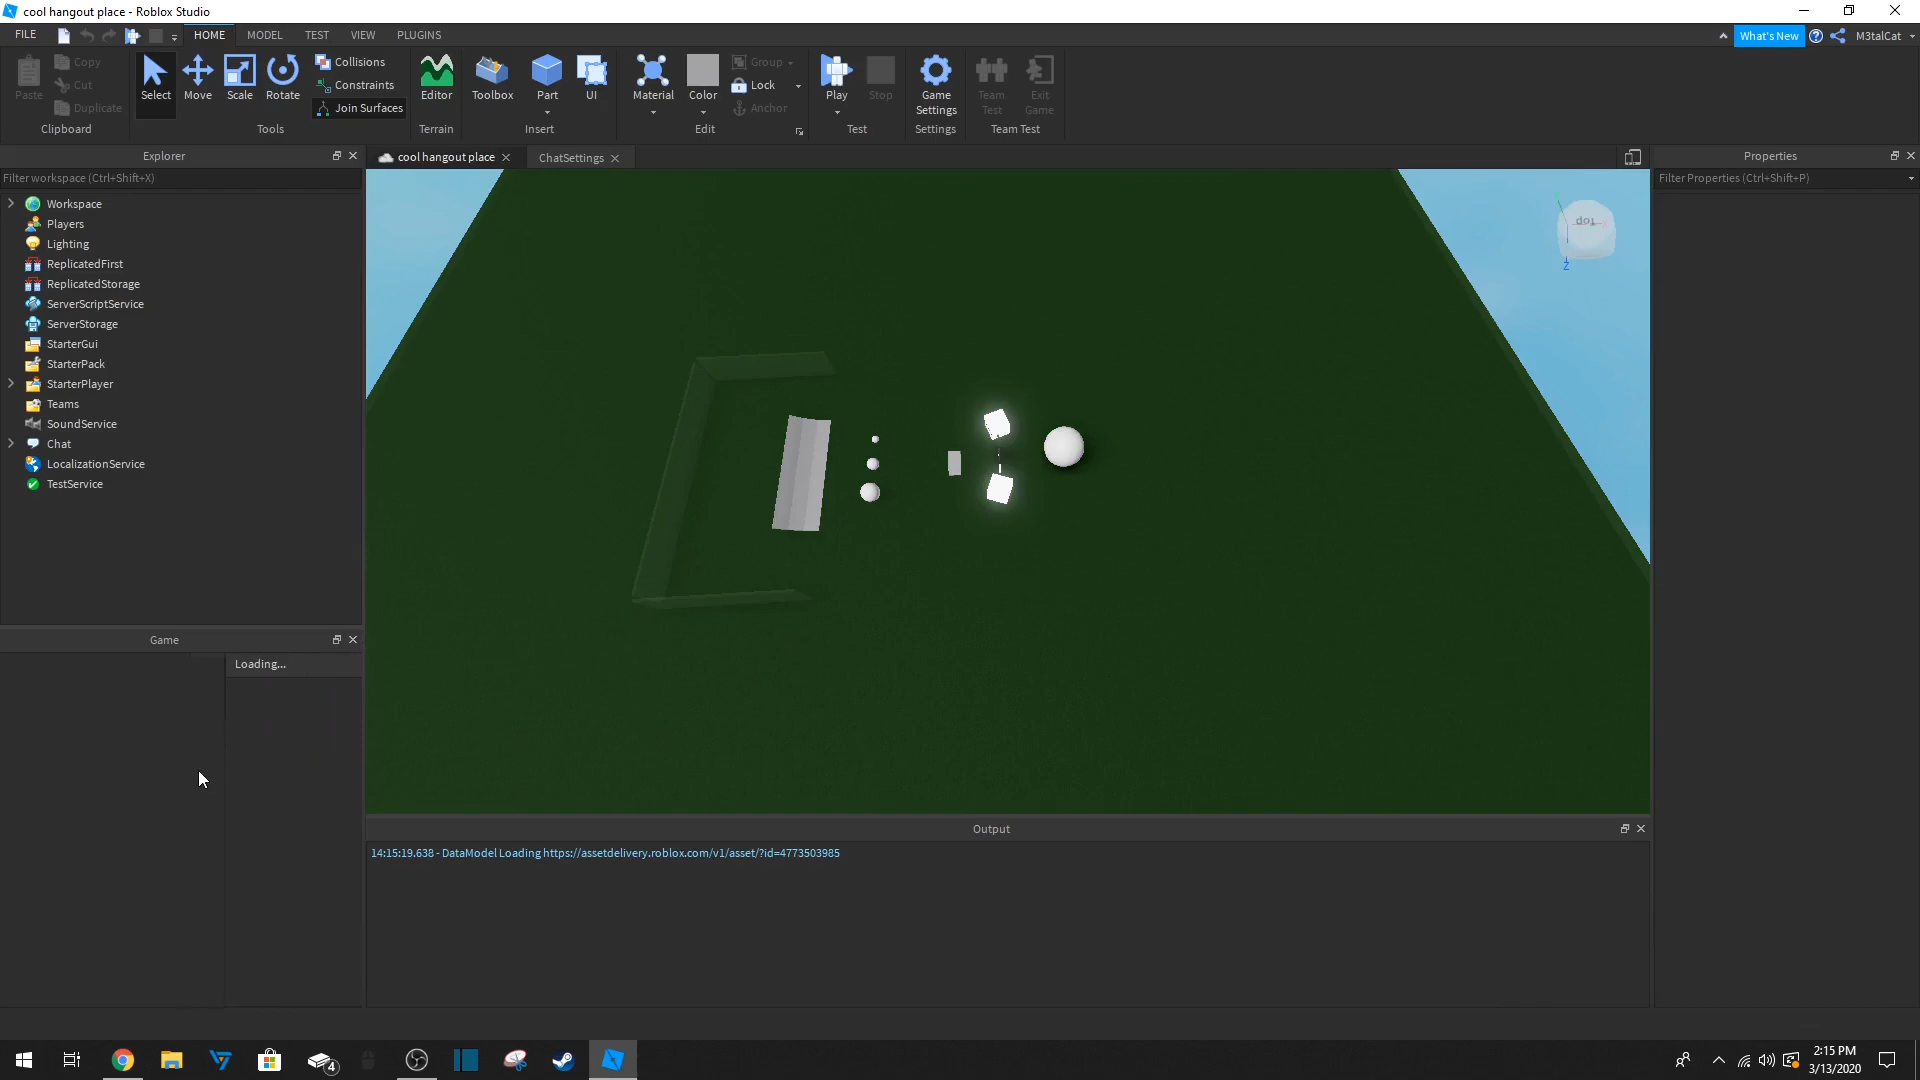 cool hangout place - Roblox Studio
FILE HOME MODEL TEST VIEW PLUGINS What's New M3talCat
Paste Copy Cut Duplicate Clipboard
Select Move Scale Rotate Collisions Constraints Join Surfaces Tools
Editor Terrain
Toolbox Part UI Insert
Material Color Group Lock Anchor Edit
Play Stop Test
Game Settings Settings
Team Test Exit Game Team Test
Explorer
Filter workspace (Ctrl+Shift+X)
Workspace
Players
Lighting
ReplicatedFirst
ReplicatedStorage
ServerScriptService
ServerStorage
StarterGui
StarterPack
StarterPlayer
Teams
SoundService
Chat
LocalizationService
TestService
Game
Loading...
cool hangout place ChatSettings
Top
Z
Properties
Filter Properties (Ctrl+Shift+P)
Output
14:15:19.638 - DataModel Loading https://assetdelivery.roblox.com/v1/asset/?id=4773503985
4
2:15 PM
3/13/2020